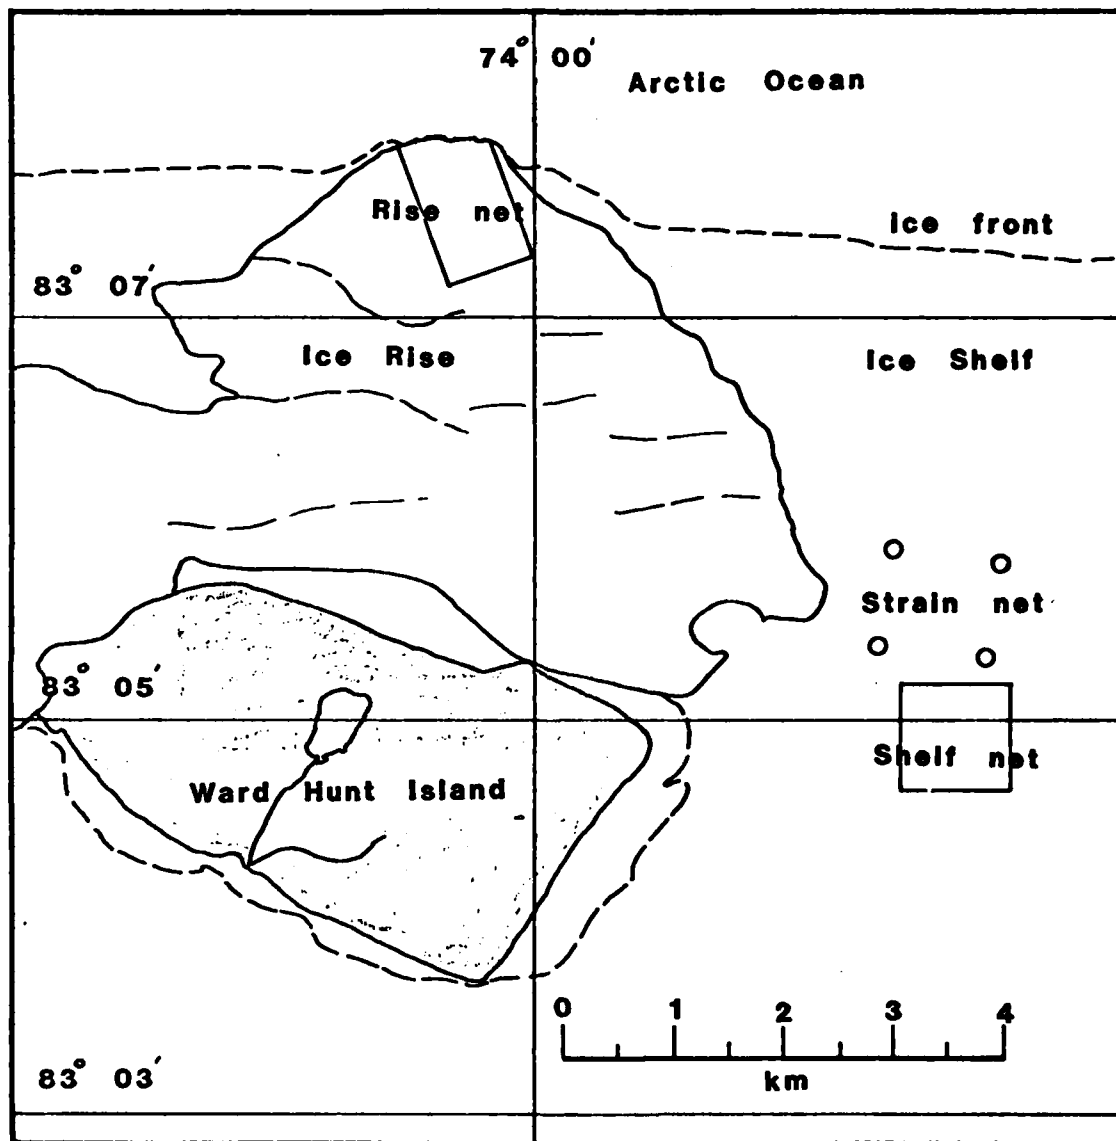 74° 00'
Arctic Ocean
Rise net
Ice front
83° 07'
Ice Rise
Ice Shelf
Strain net
83° 05'
Shelf net
Ward Hunt Island
0 1 2 3 4
km
83° 03'